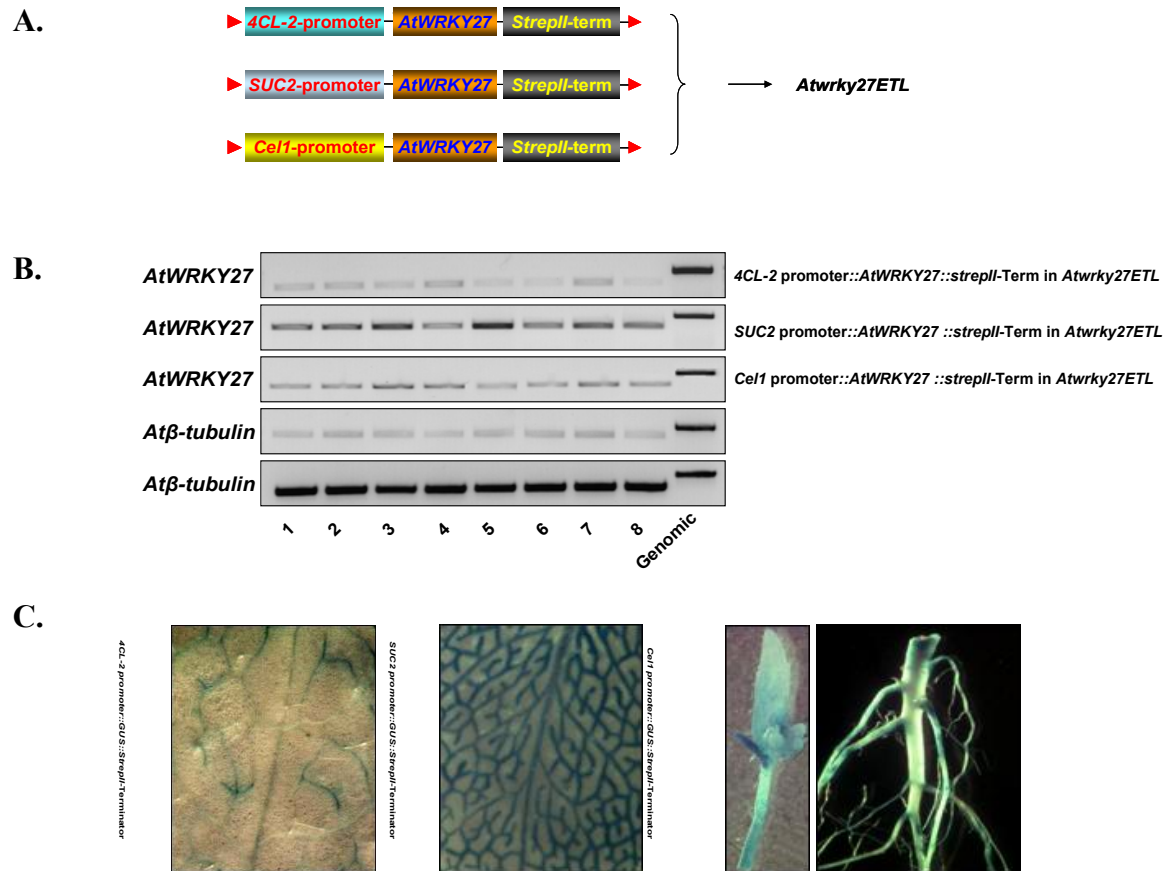 A.
4CL-2-promoter AtWRKY27 StrepII-term
SUC2-promoter AtWRKY27 StrepII-term
Cel1-promoter AtWRKY27 StrepII-term
Atwrky27ETL
B.
AtWRKY27 4CL-2 promoter::AtWRKY27::strepII-Term in Atwrky27ETL
AtWRKY27 SUC2 promoter::AtWRKY27 ::strepII-Term in Atwrky27ETL
AtWRKY27 Cel1 promoter::AtWRKY27 ::strepII-Term in Atwrky27ETL
Atβ-tubulin
Atβ-tubulin
1 2 3 4 5 6 7 8 Genomic
C.
4CL-2 promoter::GUS::StrepII-Terminator
SUC2 promoter::GUS::StrepII-Terminator
Cel1 promoter::GUS::StrepII-Terminator